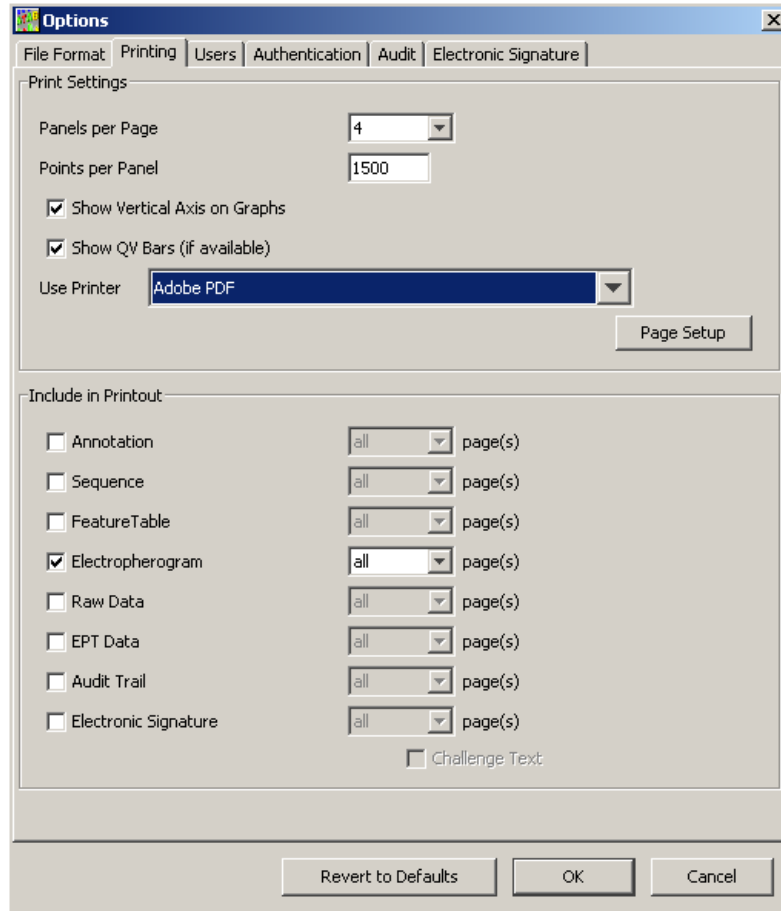 Options
File Format Printing Users Authentication Audit Electronic Signature
Print Settings
Panels per Page 4
Points per Panel 1500
Show Vertical Axis on Graphs
Show QV Bars (if available)
Use Printer Adobe PDF
Page Setup
Include in Printout
Annotation all page(s)
Sequence all page(s)
FeatureTable all page(s)
Electropherogram all page(s)
Raw Data all page(s)
EPT Data all page(s)
Audit Trail all page(s)
Electronic Signature all page(s)
Challenge Text
Revert to Defaults OK Cancel